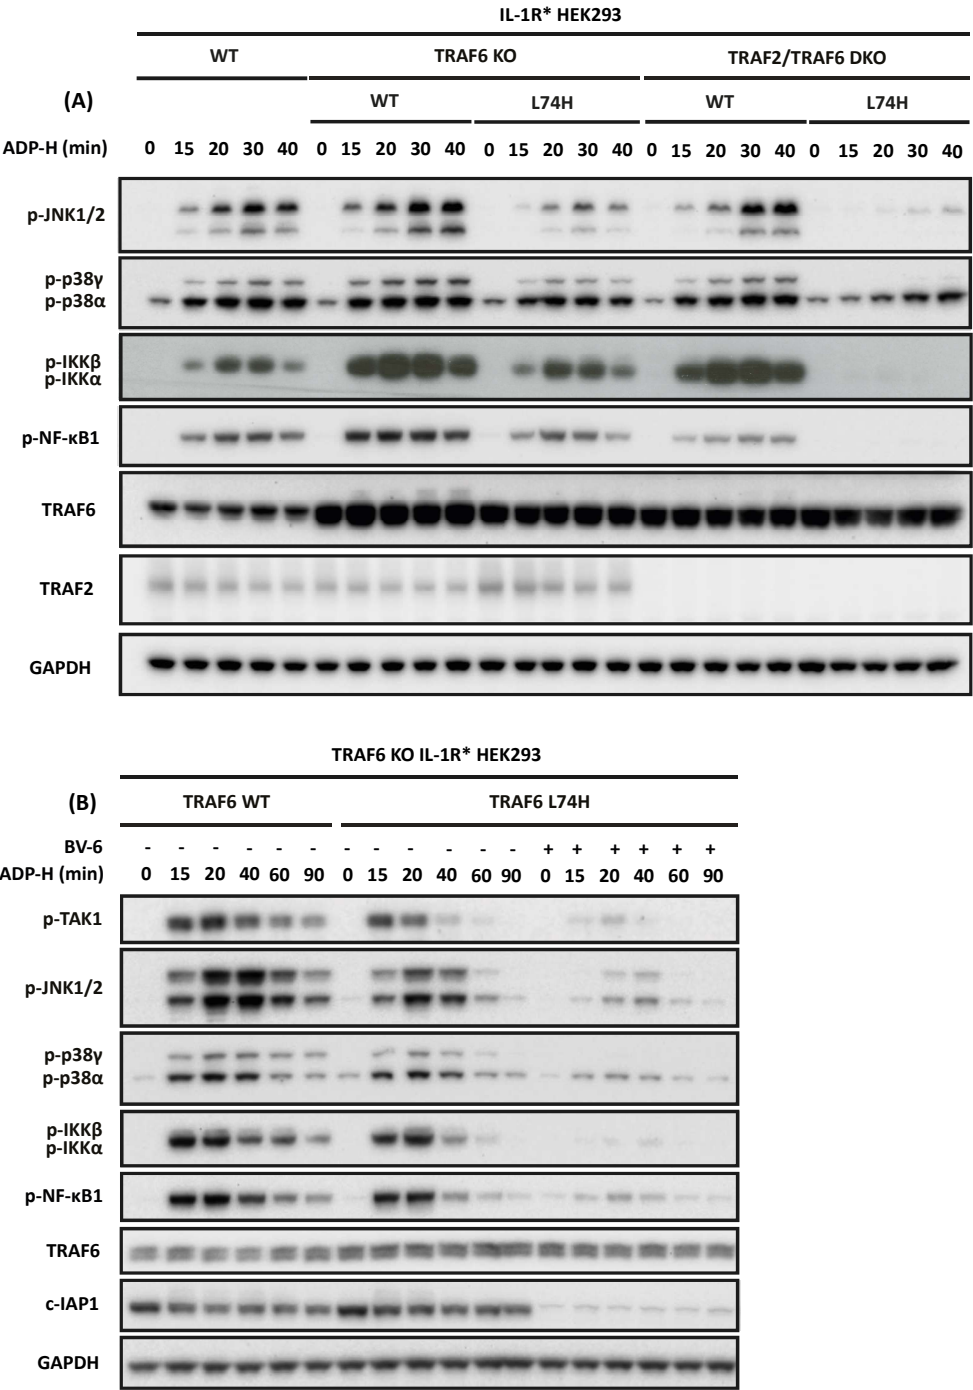 IL-1R* HEK293
WT TRAF6 KO TRAF2/TRAF6 DKO
(A) WT L74H WT L74H
ADP-H (min) 0 15 20 30 40 0 15 20 30 40 0 15 20 30 40 0 15 20 30 40 0 15 20 30 40
p-JNK1/2
p-p38γ
p-p38α
p-IKKβ
p-IKKα
p-NF-κB1
TRAF6
TRAF2
GAPDH
TRAF6 KO IL-1R* HEK293
(B) TRAF6 WT TRAF6 L74H
BV-6 - - - - - - - - - - - - + + + + + +
ADP-H (min) 0 15 20 40 60 90 0 15 20 40 60 90 0 15 20 40 60 90
p-TAK1
p-JNK1/2
p-p38γ
p-p38α
p-IKKβ
p-IKKα
p-NF-κB1
TRAF6
c-IAP1
GAPDH